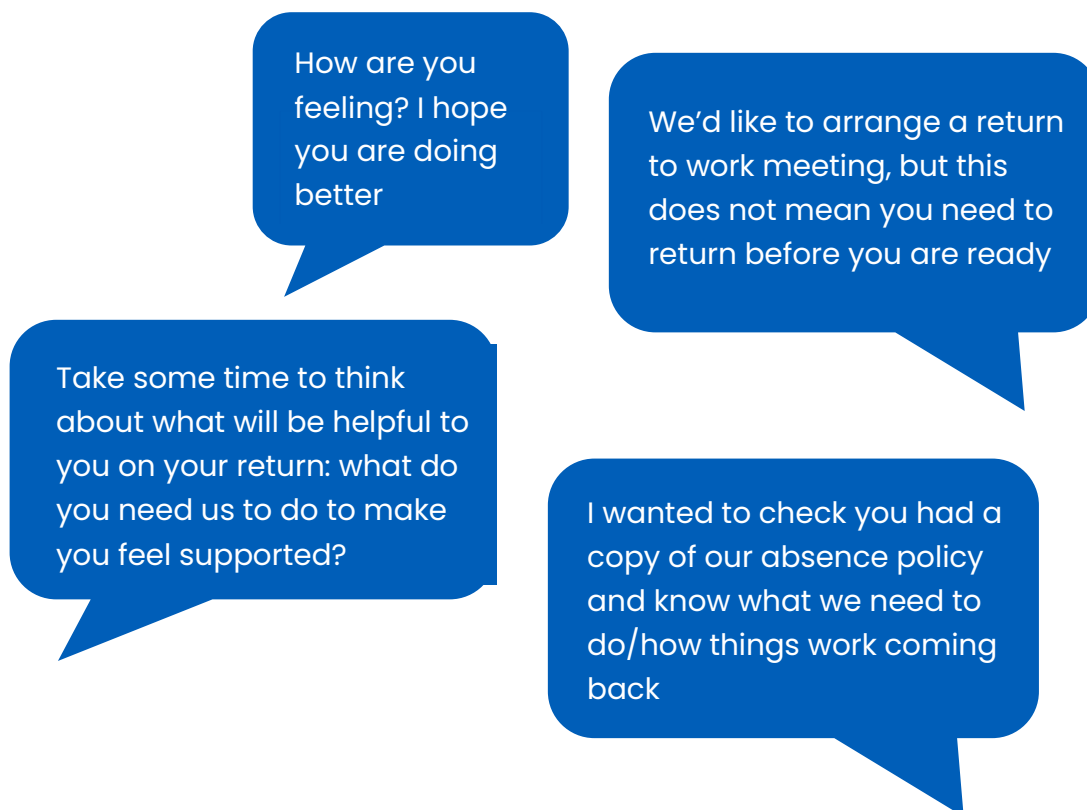 How are you
feeling? I hope
you are doing
better
We’d like to arrange a return
to work meeting, but this
does not mean you need to
return before you are ready
Take some time to think
about what will be helpful to
you on your return: what do
you need us to do to make
you feel supported?
I wanted to check you had a
copy of our absence policy
and know what we need to
do/how things work coming
back